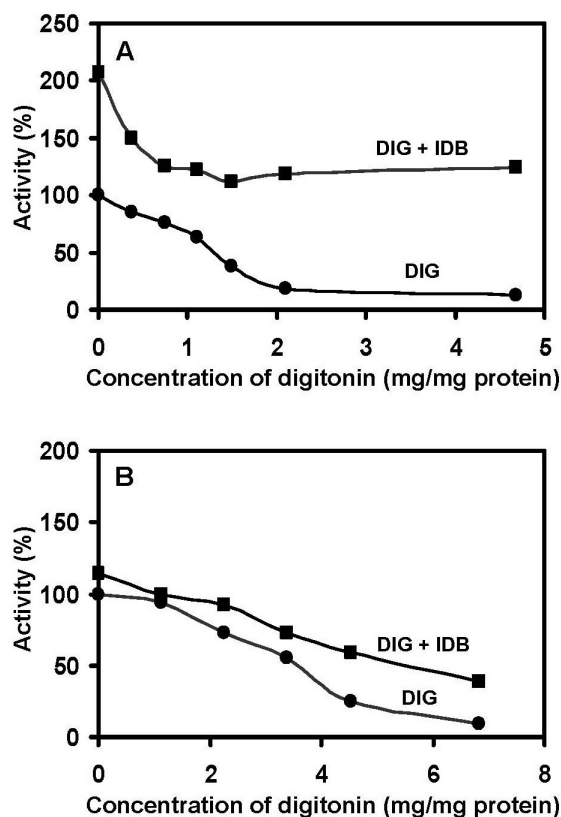 A
250
200
150
100
50
0
Activity (%)
DIG + IDB
DIG
0 1 2 3 4 5
Concentration of digitonin (mg/mg protein)
B
200
150
100
50
0
Activity (%)
DIG + IDB
DIG
0 2 4 6 8
Concentration of digitonin (mg/mg protein)